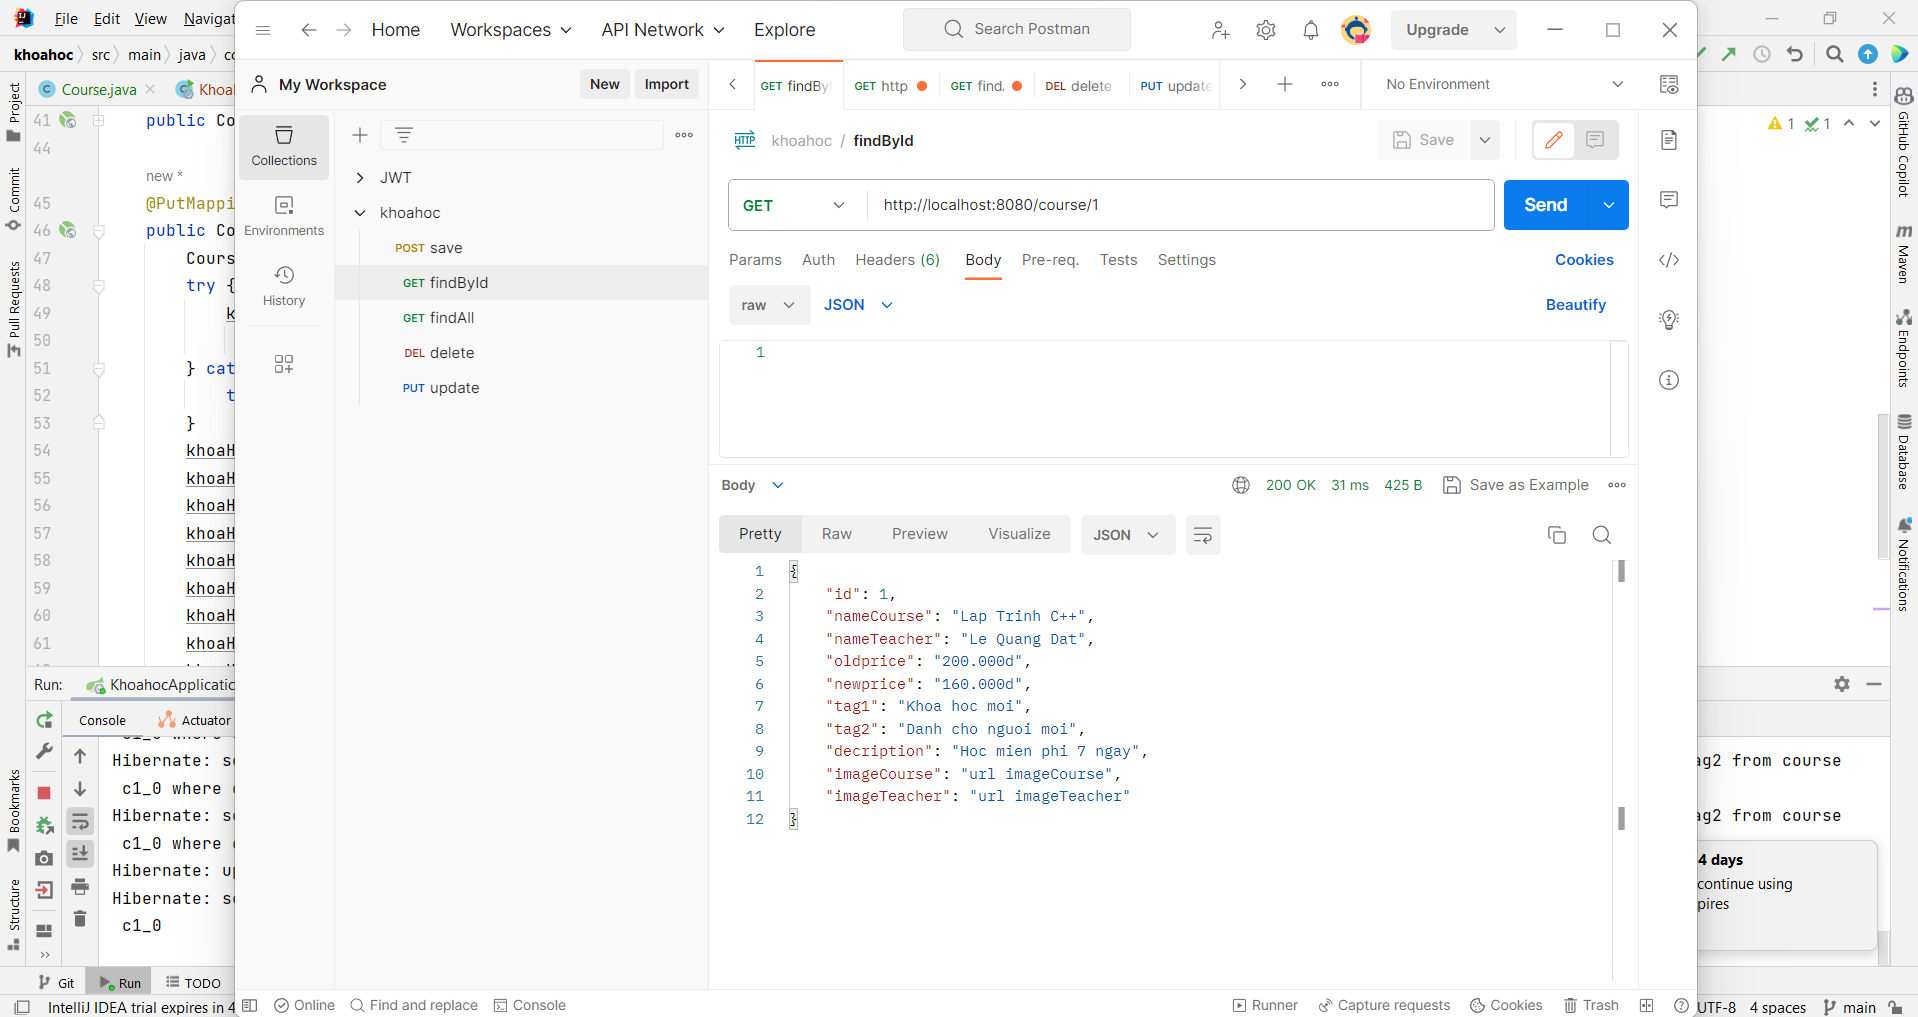 File Edit View Navigat
Home Workspaces API Network Explore Search Postman Upgrade
khoahoc src main java
Course.java
My Workspace New Import
GET findBy GET http GET find. DEL delete PUT update No Environment
Collections
Environments
History
JWT
khoahoc
POST save
GET findById
GET findAll
DEL delete
PUT update
khoahoc / findById Save
GET http://localhost:8080/course/1 Send
Params Auth Headers (6) Body Pre-req. Tests Settings Cookies
raw JSON Beautify
1
Body 200 OK 31 ms 425 B Save as Example
Pretty Raw Preview Visualize JSON
1 {
2 "id": 1,
3 "nameCourse": "Lap Trinh C++",
4 "nameTeacher": "Le Quang Dat",
5 "oldprice": "200.000d",
6 "newprice": "160.000d",
7 "tag1": "Khoa hoc moi",
8 "tag2": "Danh cho nguoi moi",
9 "decription": "Hoc mien phi 7 ngay",
10 "imageCourse": "url imageCourse",
11 "imageTeacher": "url imageTeacher"
12 }
Online Find and replace Console Runner Capture requests Cookies Trash
Project
Commit
Pull Requests
Bookmarks
Structure
41 public Co
44
new *
45 @PutMappi
46 public Co
47 Cours
48 try {
49 k
50
51 } cat
52 t
53 }
54 khoaH
55 khoaH
56 khoaH
57 khoaH
58 khoaH
59 khoaH
60 khoaH
61 khoaH
Run: KhoahocApplicatio
Console Actuator
Hibernate: se
c1_0 where
Hibernate: se
c1_0 where
Hibernate: up
Hibernate: se
c1_0
Git Run TODO
IntelliJ IDEA trial expires in 4
1 1
GitHub Copilot
Maven
Endpoints
Database
Notifications
ag2 from course
ag2 from course
4 days
continue using
pires
UTF-8 4 spaces main